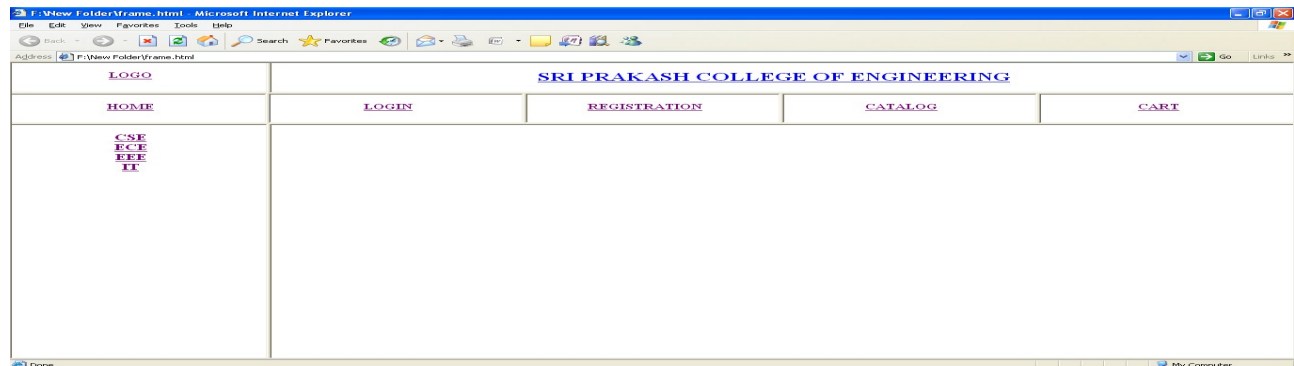 F:\New Folder\frame.html - Microsoft Internet Explorer
File Edit View Favorites Tools Help
Back Search Favorites
Address F:\New Folder\frame.html Go Links »
LOGO SRI PRAKASH COLLEGE OF ENGINEERING
HOME LOGIN REGISTRATION CATALOG CART
CSE
ECE
EEE
IT
Done My Computer